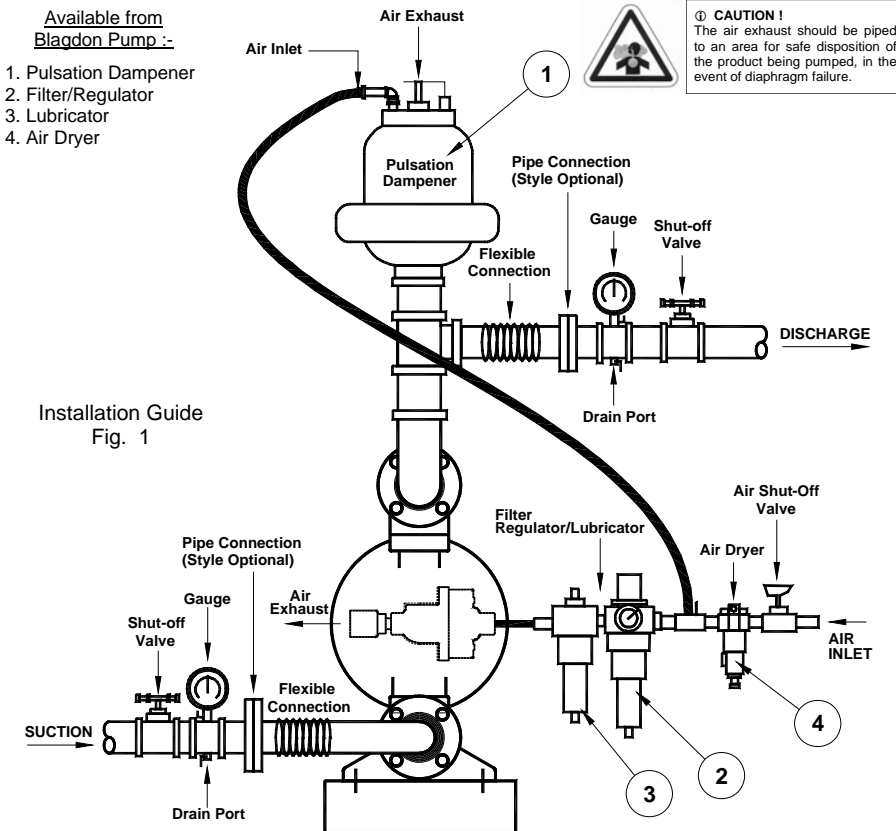 Available from
Blagdon Pump :-
1. Pulsation Dampener
2. Filter/Regulator
3. Lubricator
4. Air Dryer
Air Exhaust
Air Inlet
1
ⓘ CAUTION !
The air exhaust should be piped
to an area for safe disposition of
the product being pumped, in the
event of diaphragm failure.
Pulsation
Dampener
Pipe Connection
(Style Optional)
Gauge
Shut-off
Valve
Flexible
Connection
DISCHARGE
Drain Port
Installation Guide
Fig. 1
Filter
Regulator/Lubricator
Air Shut-Off
Valve
Air Dryer
AIR
INLET
Pipe Connection
(Style Optional)
Air
Exhaust
Gauge
Shut-off
Valve
Flexible
Connection
SUCTION
Drain Port
3
2
4